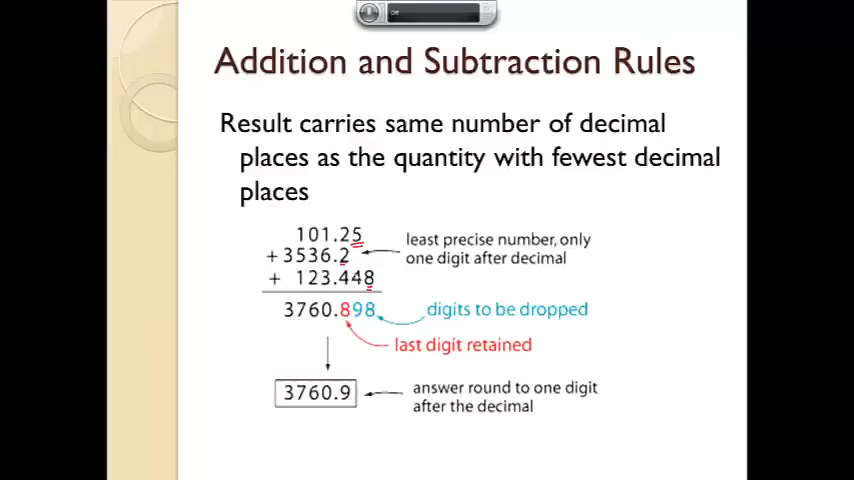 Addition and Subtraction Rules
Result carries same number of decimal
places as the quantity with fewest decimal
places
101.25
+3536.2
+ 123.448
3760.898
least precise number, only
one digit after decimal
digits to be dropped
last digit retained
3760.9
answer round to one digit
after the decimal